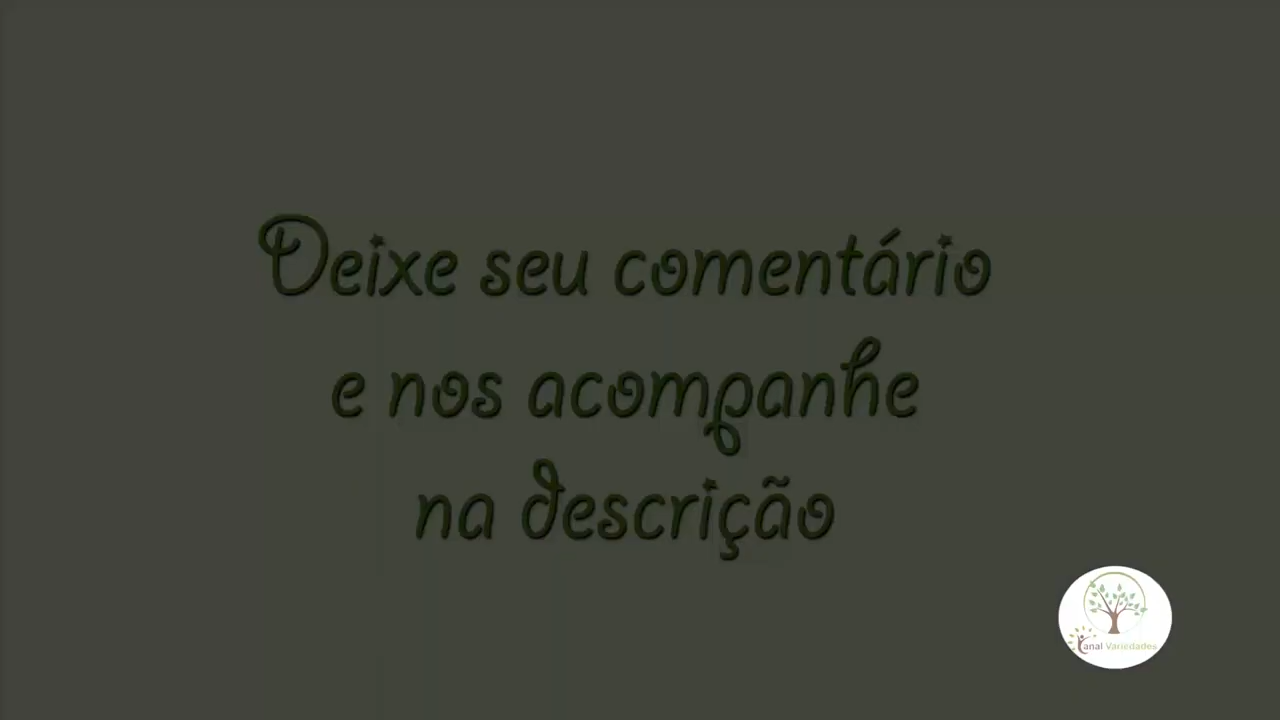 Deixe seu comentário
e nos acompanhe
na descrição
Canal Variedades